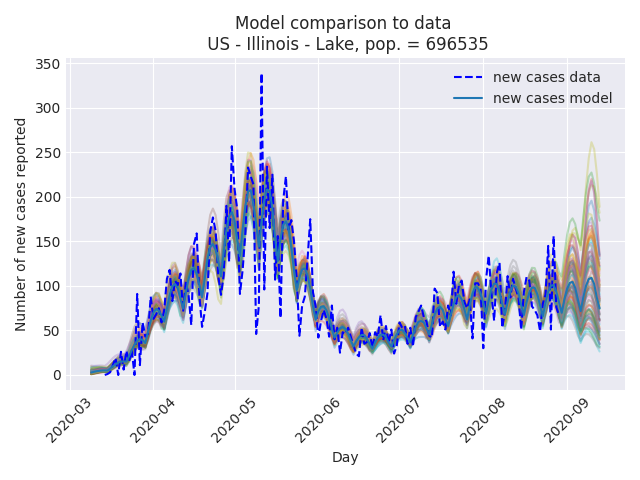 Model comparison to data
US - Illinois - Lake, pop. = 696535
new cases data
new cases model
Number of new cases reported
350
300
250
200
150
100
50
0
2020-03
2020-04
2020-05
2020-06
2020-07
2020-08
2020-09
Day